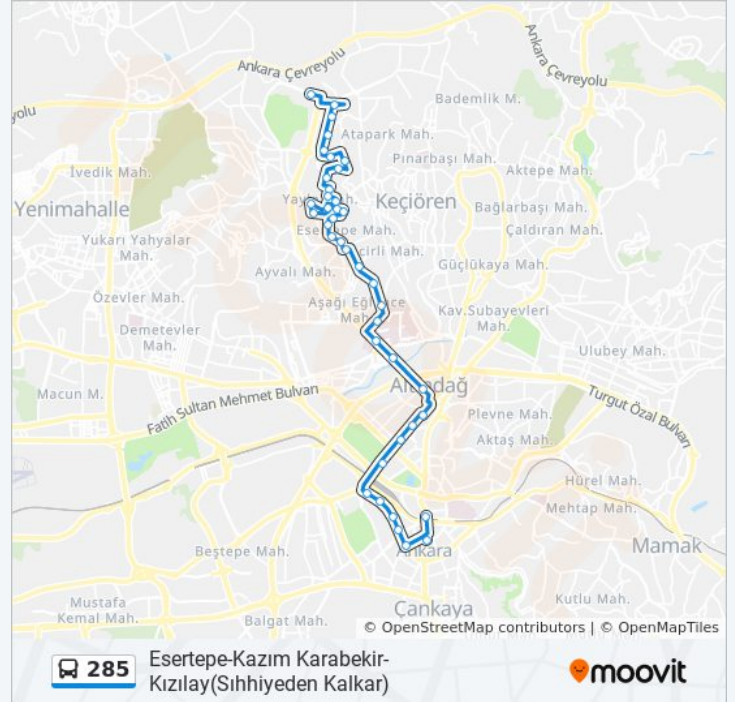 Ankara Çevreyolu
Ankara Çevreyolu
Bademlik M.
yolu
Atapark Mah.
Pınarbaşı Mah.
İvedik Mah.
Aktepe Mah.
Keçiören
Yenimahalle
Bağlarbaşı Mah.
Çaldıran Mah.
Yukarı Yahyalar
Mah.
Güçlükaya Mah.
Ayvalı Mah.
Özevler Mah.
Aşağı
Mah.
Kav.Subayevleri
Mah.
Demetevler
Mah.
Ulubey Mah.
Macun M.
Fatih Sultan Mehmet Bulvarı
Turgut Özal Bulvarı
Plevne Mah.
Aktaş Mah.
Hürel Mah.
Mehtap Mah.
Beştepe Mah.
Ankara
Mamak
Mustafa
Kemal Mah.
Balgat Mah.
Çankaya
Kutlu Mah.
© OpenStreetMap contributors | © OpenMapTiles
285
Esertepe-Kazım Karabekir-
Kızılay(Sıhhiyeden Kalkar)
moovit